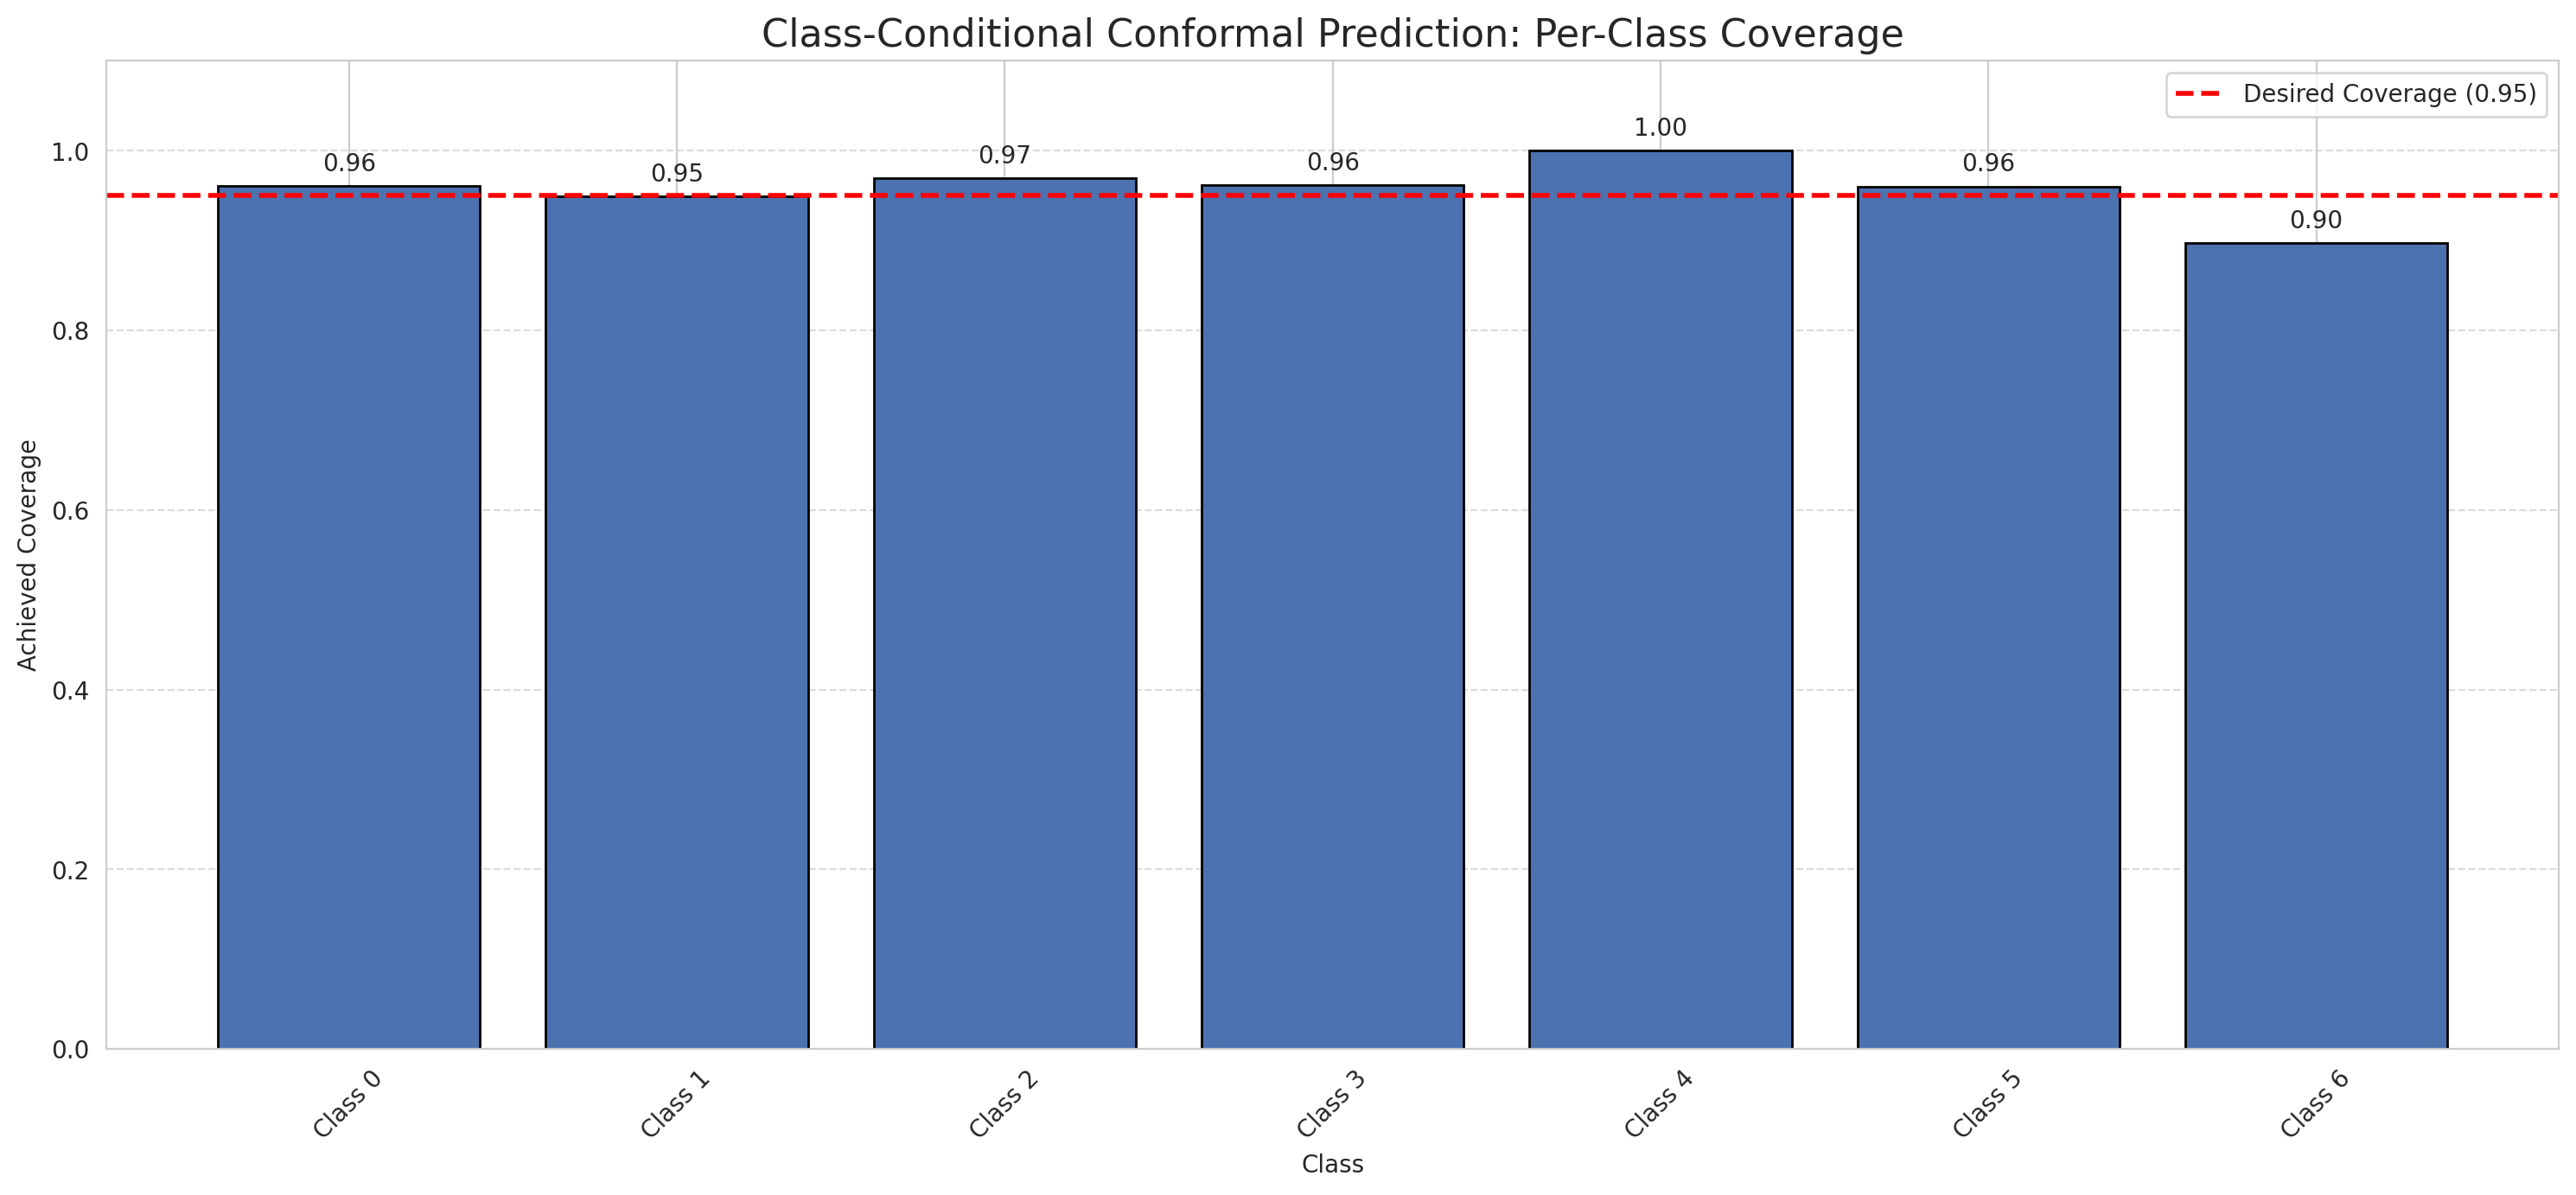 Class-Conditional Conformal Prediction: Per-Class Coverage
Desired Coverage (0.95)
Achieved Coverage
1.0
0.8
0.6
0.4
0.2
0.0
0.96
0.95
0.97
0.96
1.00
0.96
0.90
Class 0
Class 1
Class 2
Class 3
Class 4
Class 5
Class 6
Class